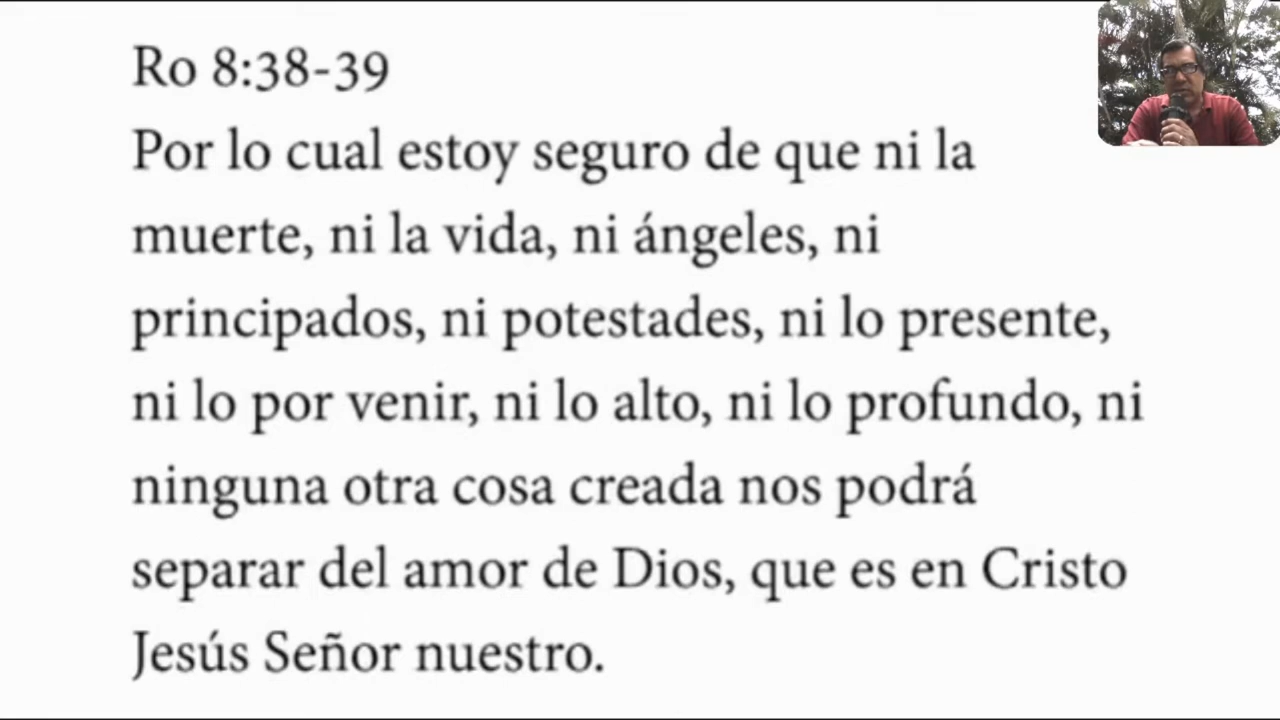 Ro 8:38-39
Por lo cual estoy seguro de que ni la
muerte, ni la vida, ni ángeles, ni
principados, ni potestades, ni lo presente,
ni lo por venir, ni lo alto, ni lo profundo, ni
ninguna otra cosa creada nos podrá
separar del amor de Dios, que es en Cristo
Jesús Señor nuestro.